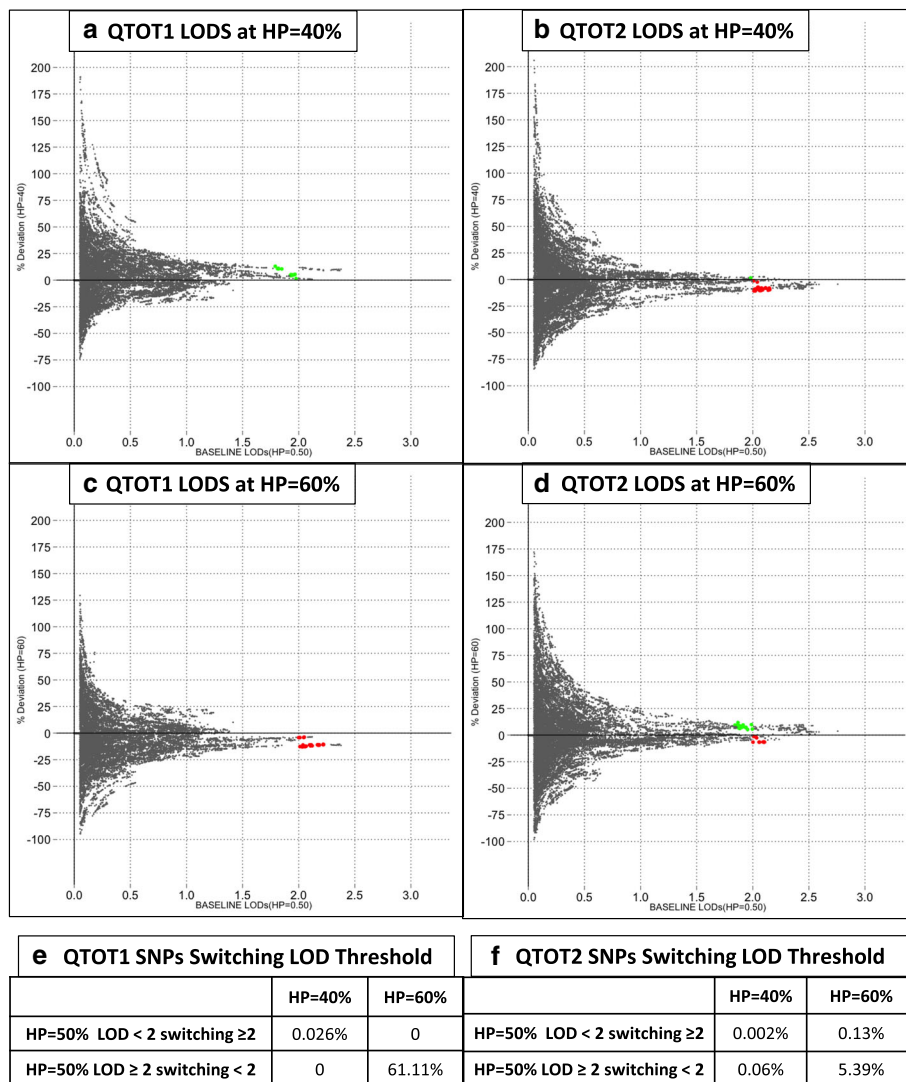 a QTOT1 LODS at HP=40%
% Deviation (HP=40)
200
175
150
125
100
75
50
25
0
-25
-50
-75
-100
0.0 0.5 1.0 1.5 2.0 2.5 3.0
BASELINE LODs(HP=0.50)
b QTOT2 LODS at HP=40%
% Deviation (HP=40)
200
175
150
125
100
75
50
25
0
-25
-50
-75
-100
0.0 0.5 1.0 1.5 2.0 2.5 3.0
BASELINE LODs(HP=0.50)
c QTOT1 LODS at HP=60%
% Deviation (HP=60)
200
175
150
125
100
75
50
25
0
-25
-50
-75
-100
0.0 0.5 1.0 1.5 2.0 2.5 3.0
BASELINE LODs(HP=0.50)
d QTOT2 LODS at HP=60%
% Deviation (HP=60)
200
175
150
125
100
75
50
25
0
-25
-50
-75
-100
0.0 0.5 1.0 1.5 2.0 2.5 3.0
BASELINE LODs(HP=0.50)
e QTOT1 SNPs Switching LOD Threshold
HP=40% HP=60%
HP=50% LOD < 2 switching ≥2 0.026% 0
HP=50% LOD ≥ 2 switching < 2 0 61.11%
f QTOT2 SNPs Switching LOD Threshold
HP=40% HP=60%
HP=50% LOD < 2 switching ≥2 0.002% 0.13%
HP=50% LOD ≥ 2 switching < 2 0.06% 5.39%